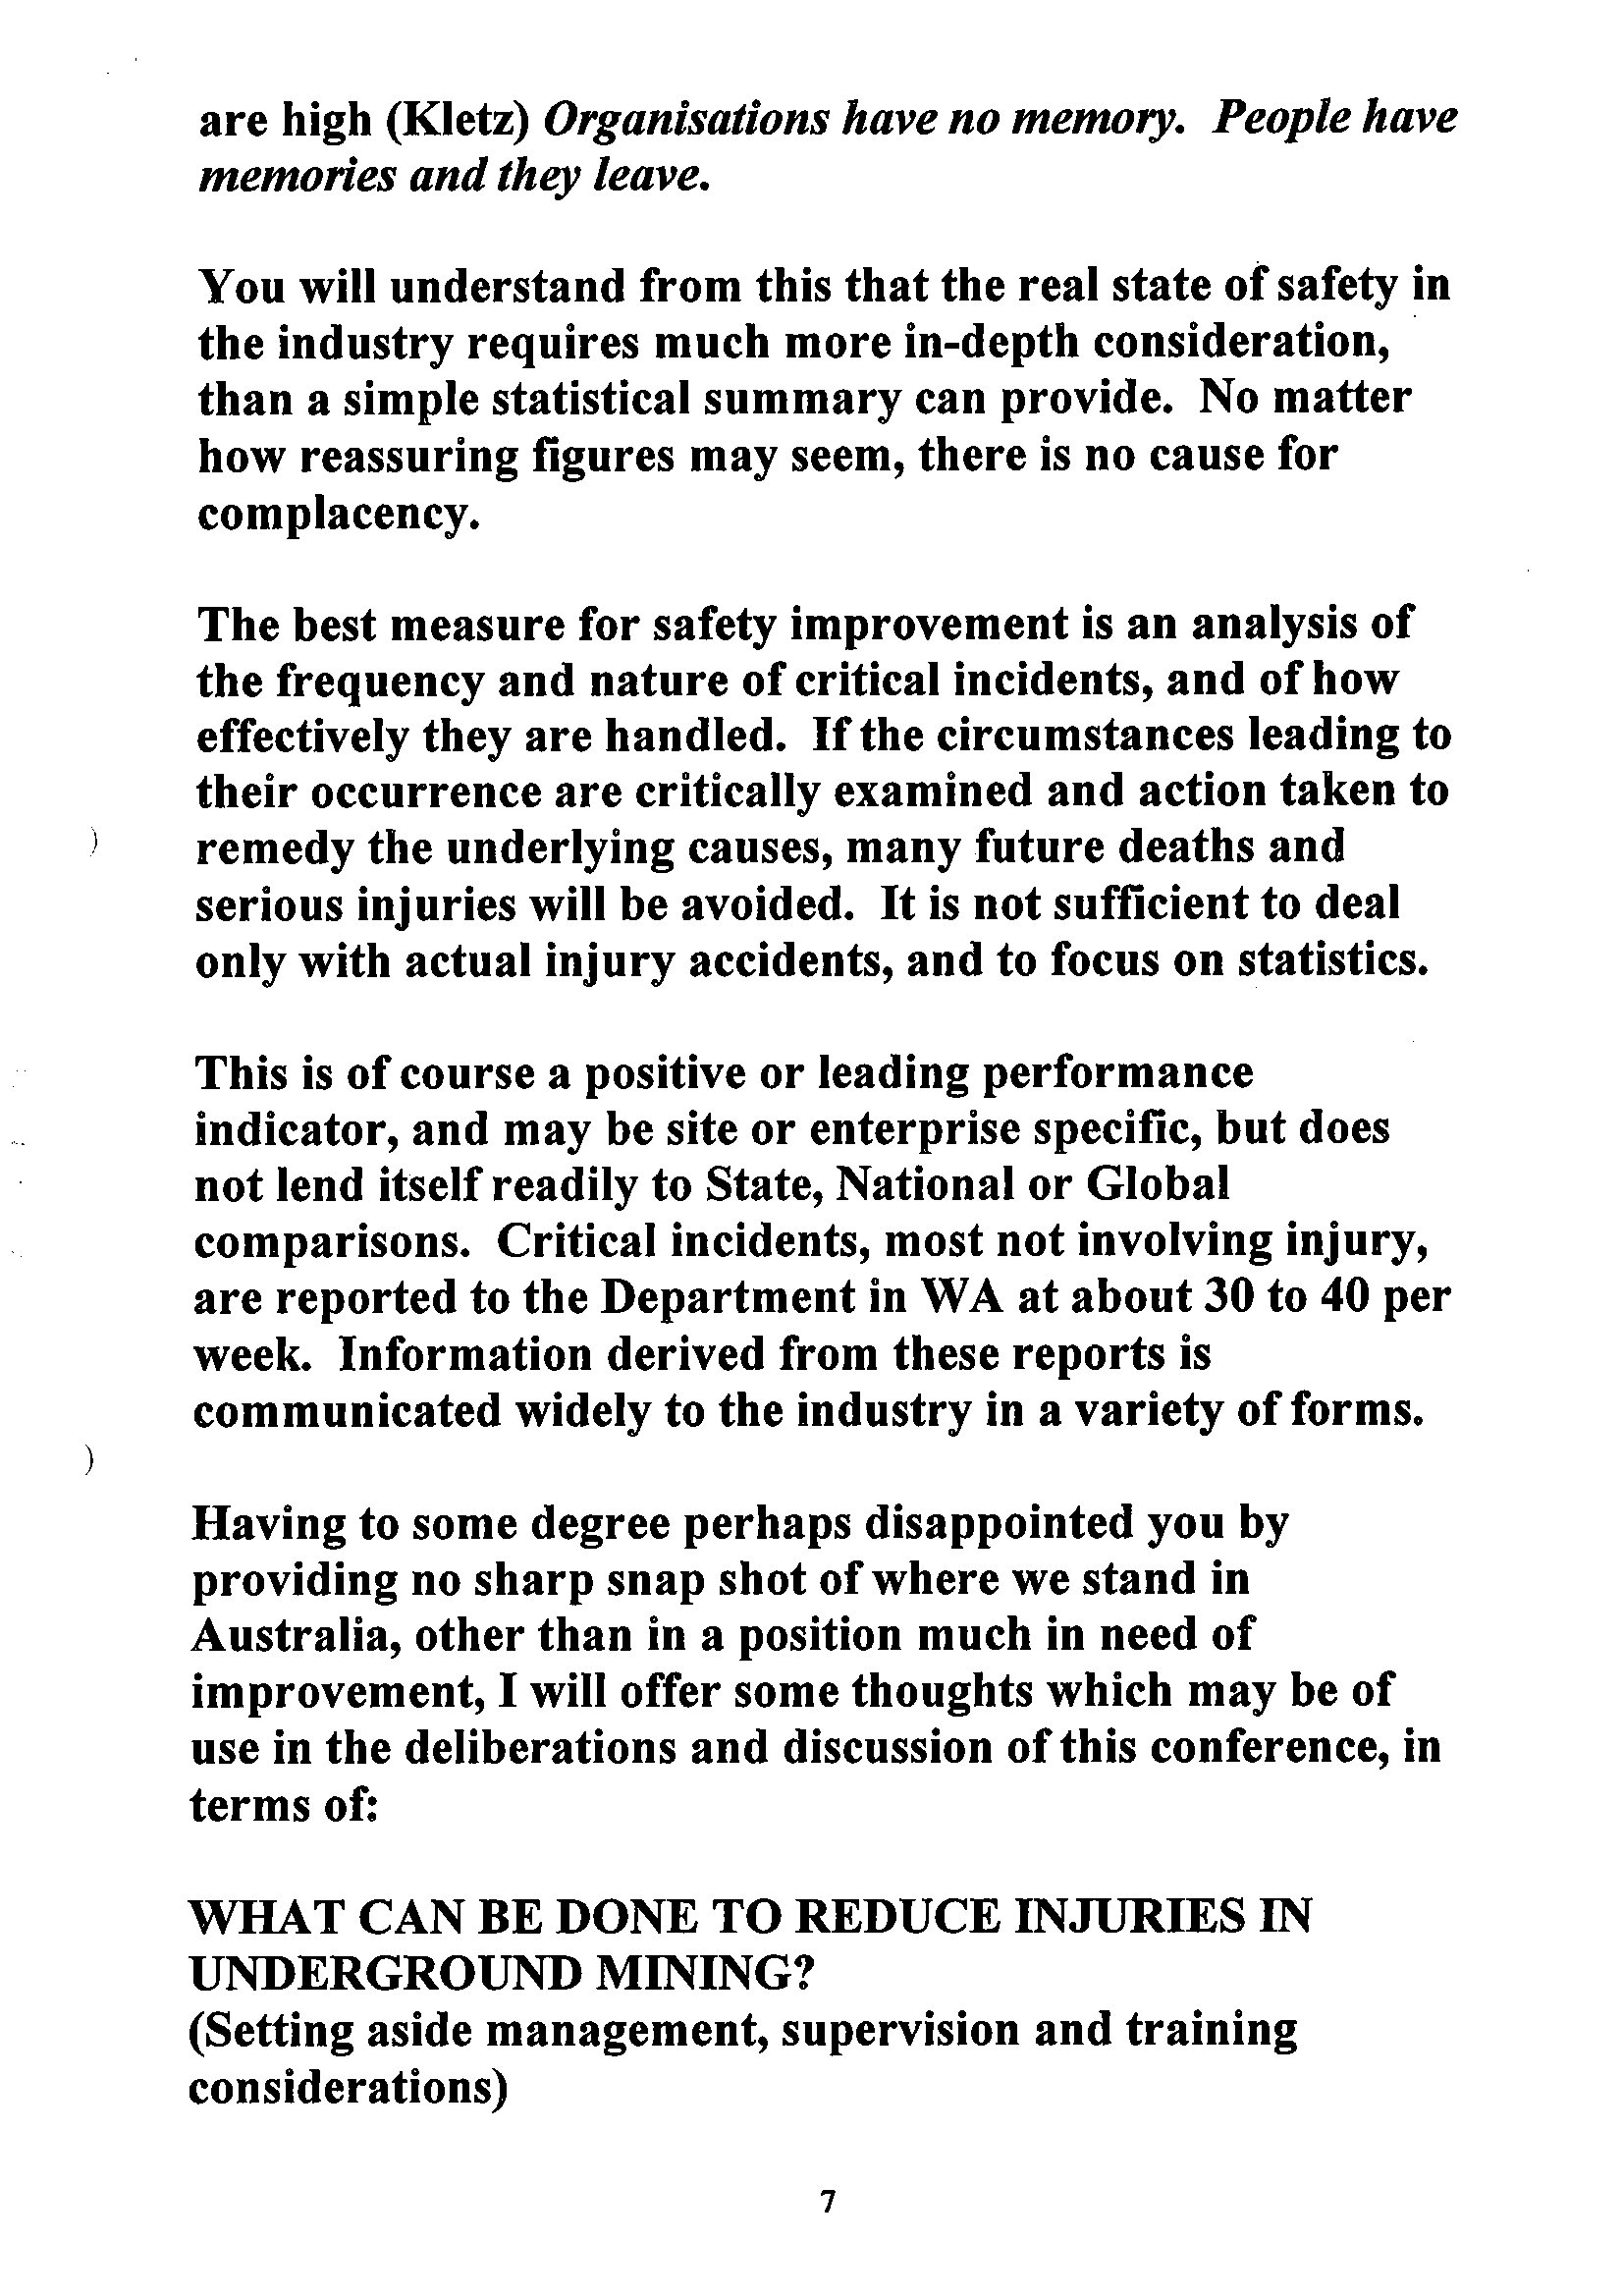 are high (Kletz) Organisations have no memory. People have
memories and they leave.
You will understand from this that the real state of safety in
the industry requires much more in-depth consideration,
than a simple statistical summary can provide. No matter
how reassuring figures may seem, there is no cause for
complacency.
The best measure for safety improvement is an analysis of
the frequency and nature of critical incidents, and of how
effectively they are handled. If the circumstances leading to
their occurrence are critically examined and action taken to
remedy the underlying causes, many future deaths and
serious injuries will be avoided. It is not sufficient to deal
only with actual injury accidents, and to focus on statistics.
This is of course a positive or leading performance
indicator, and may be site or enterprise specific, but does
not lend itself readily to State, National or Global
comparisons. Critical incidents, most not involving injury,
are reported to the Department in WA at about 30 to 40 per
week. Information derived from these reports is
communicated widely to the industry in a variety of forms.
Having to some degree perhaps disappointed you by
providing no sharp snap shot of where we stand in
Australia, other than in a position much in need of
improvement, I will offer some thoughts which may be of
use in the deliberations and discussion of this conference, in
terms of:
WHAT CAN BE DONE TO REDUCE INJURIES IN
UNDERGROUND MINING?
(Setting aside management, supervision and training
considerations)
7